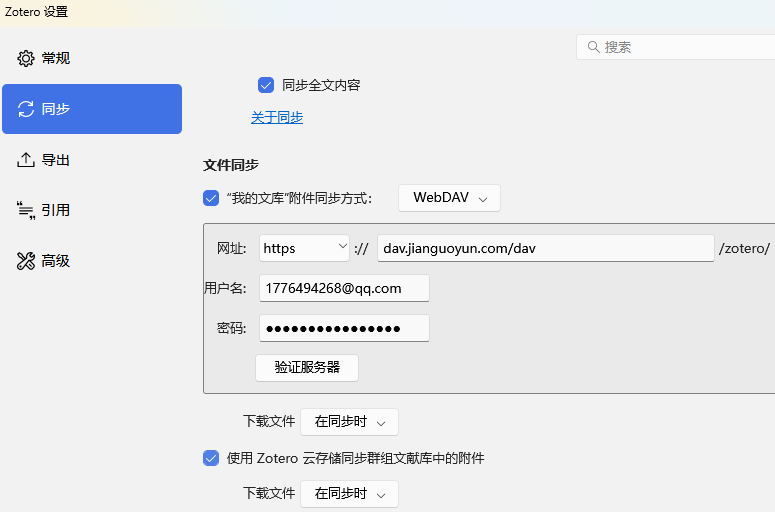 Zotero 设置
搜索
常规
同步
导出
引用
高级
同步全文内容
关于同步
文件同步
“我的文库”附件同步方式： WebDAV
网址: https :// dav.jianguoyun.com/dav /zotero/
用户名: 1776494268@qq.com
密码: ●●●●●●●●●●●●●●●●
验证服务器
下载文件 在同步时
使用 Zotero 云存储同步群组文献库中的附件
下载文件 在同步时